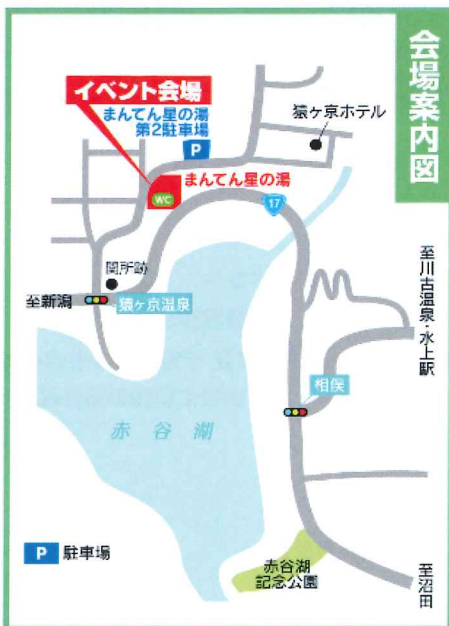 会場案内図
イベント会場
まんてん星の湯
第2駐車場
P
猿ヶ京ホテル
まんてん星の湯
WC
17
関所跡
至新潟
猿ヶ京温泉
至川古温泉・水上駅
相俣
赤谷湖
P 駐車場
赤谷湖
記念公園
至沼田